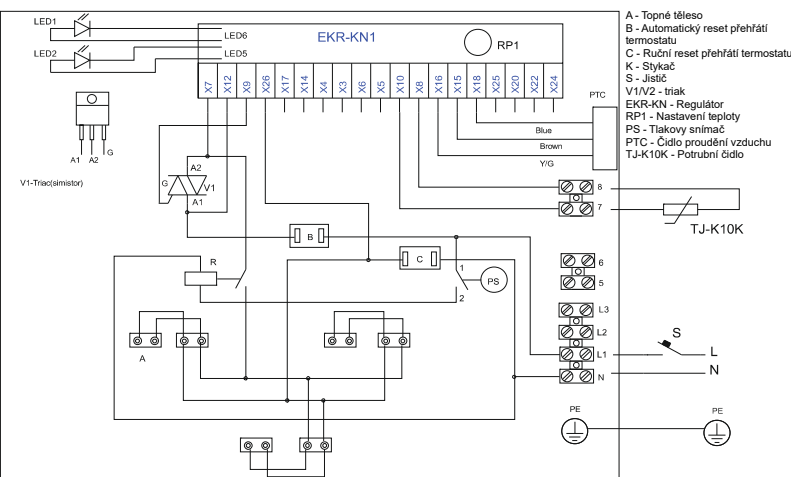 LED1
LED2
LED6
LED5
EKR-KN1
RP1
X7 X12 X9 X26 X17 X14 X4 X3 X6 X5 X10 X8 X16 X15 X18 X25 X20 X22 X24
PTC
Blue
Brown
Y/G
A1 A2 G
V1-Triac(simistor)
A2
G V1
A1
B
C
R
1
PS
2
A
8
7
TJ-K10K
6
5
L3
L2
L1
N
S
L
N
PE
PE
A - Topné těleso
B - Automatický reset přehřátí
termostatu
C - Ruční reset přehřátí termostatu
K - Stykač
S - Jistič
V1/V2 - triak
EKR-KN - Regulátor
RP1 - Nastavení teploty
PS - Tlakovy snímač
PTC - Čidlo proudění vzduchu
TJ-K10K - Potrubní čidlo